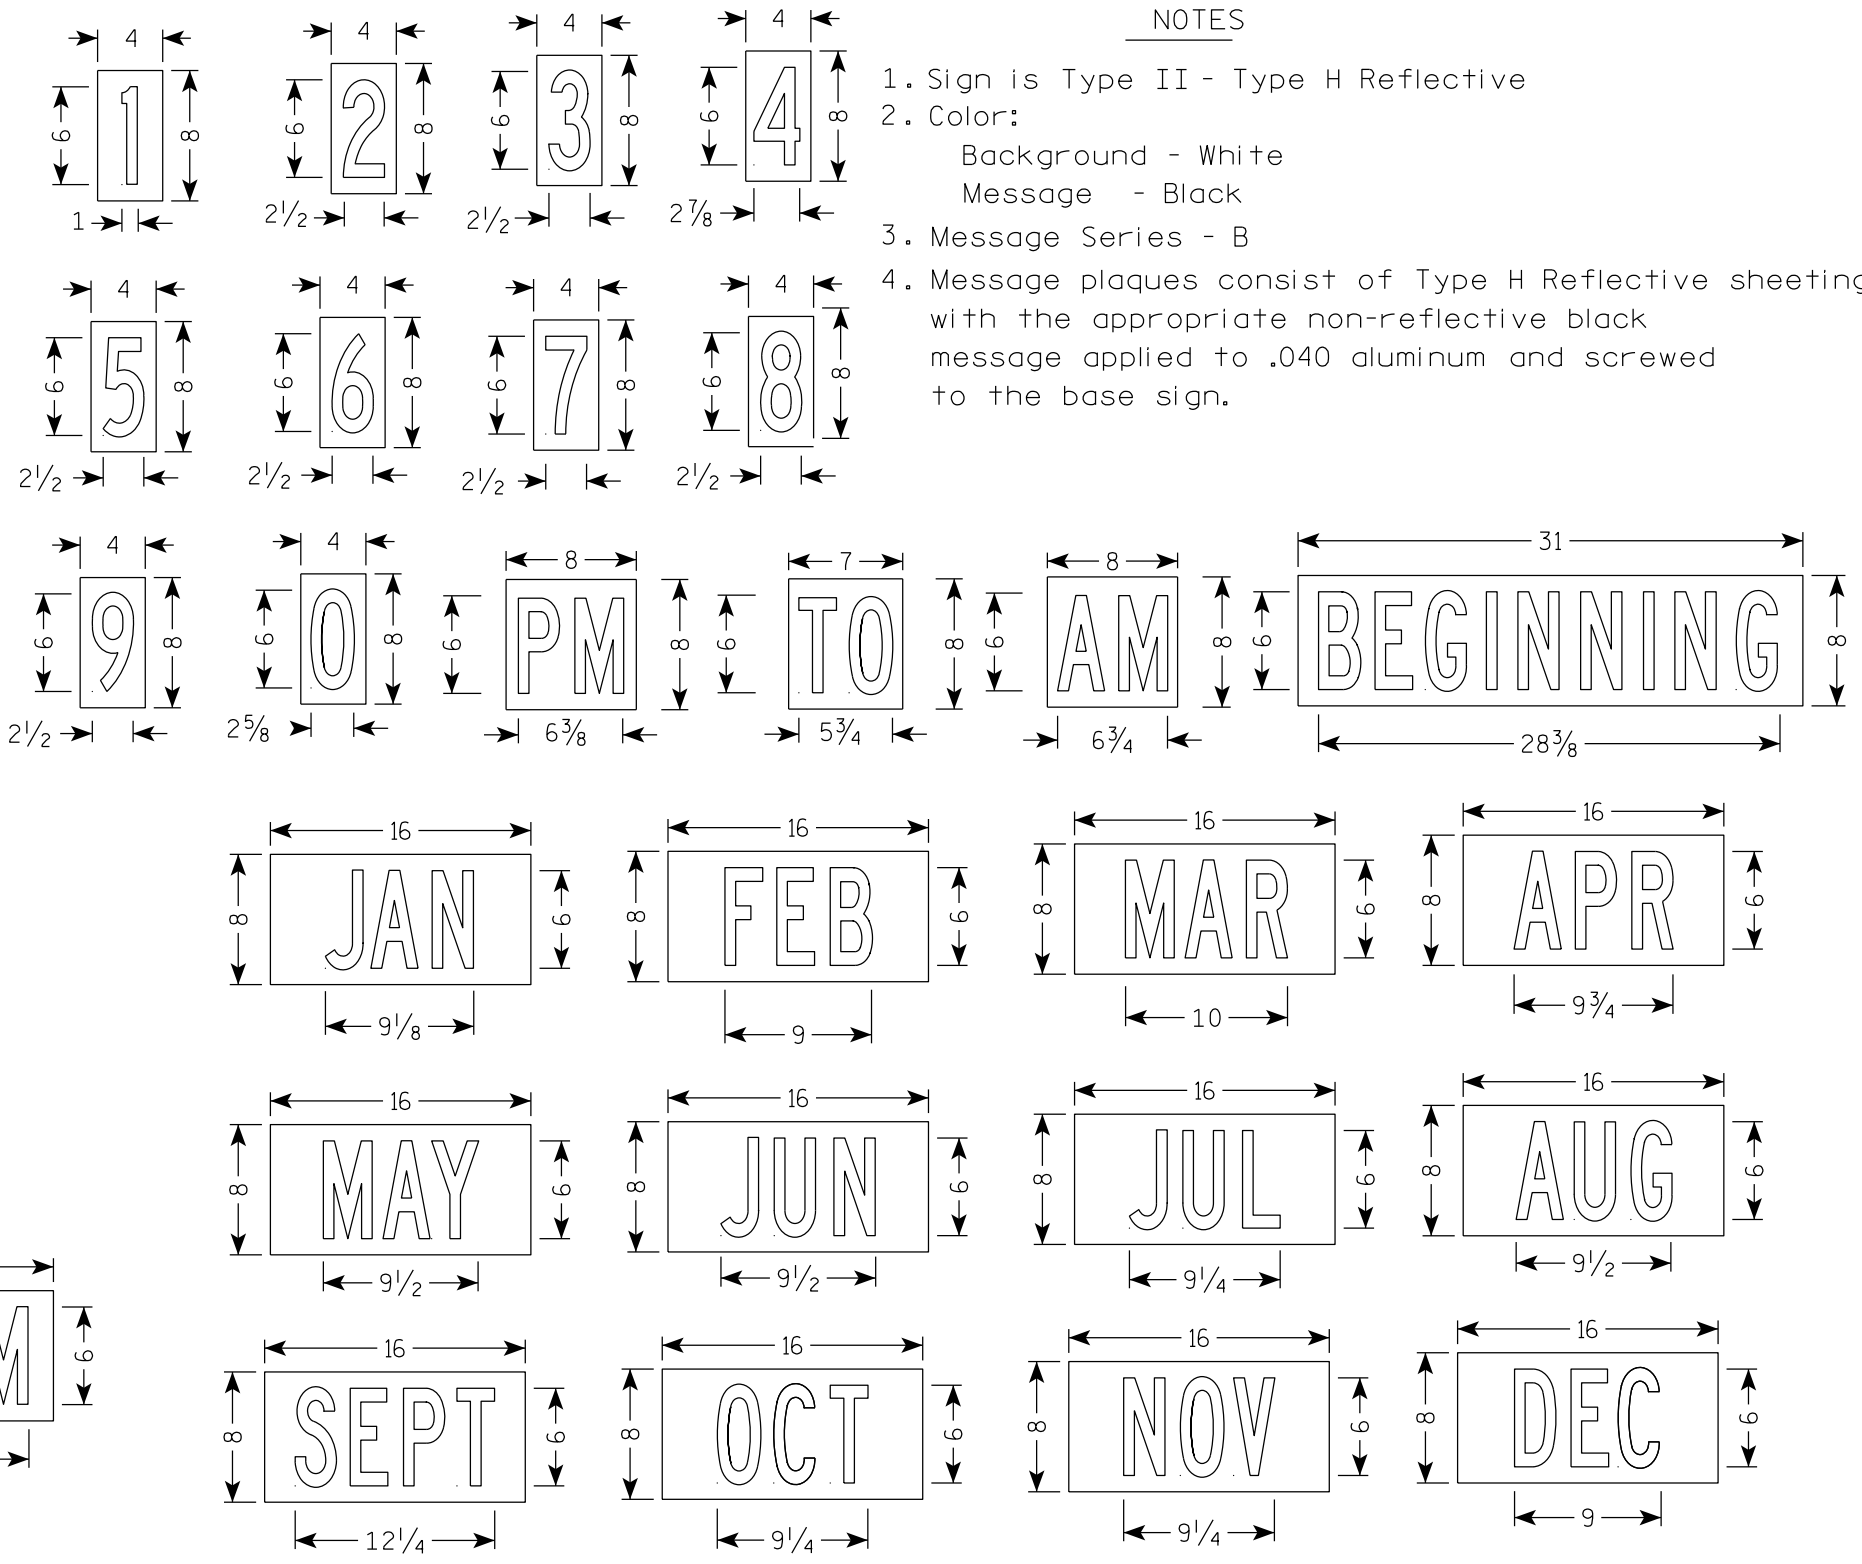 NOTES
1. Sign is Type II - Type H Reflective
2. Color:
Background - White
Message - Black
3. Message Series - B
4. Message plaques consist of Type H Reflective sheeting
with the appropriate non-reflective black
message applied to .040 aluminum and screwed
to the base sign.
4 4 4 4
6 1 8 6 2 8 6 3 8 6 4 8
1 2½ 2½ 2⅞
4 4 4 4
6 5 8 6 6 8 6 7 8 6 8 8
2½ 2½ 2½ 2½
4 4 8 7 8 31
6 9 8 6 0 8 6 PM 8 6 TO 8 6 AM 8 6 BEGINNING 8
2½ 2⅝ 6⅜ 5¾ 6¾ 28⅜
16 16 16 16
8 JAN 6 8 FEB 6 8 MAR 6 8 APR 6
9⅛ 9 10 9¾
16 16 16 16
8 MAY 6 8 JUN 6 8 JUL 6 8 AUG 6
9½ 9½ 9¼ 9½
16 16 16 16
M 6 8 SEPT 6 8 OCT 6 8 NOV 6 8 DEC 6
12¼ 9¼ 9¼ 9